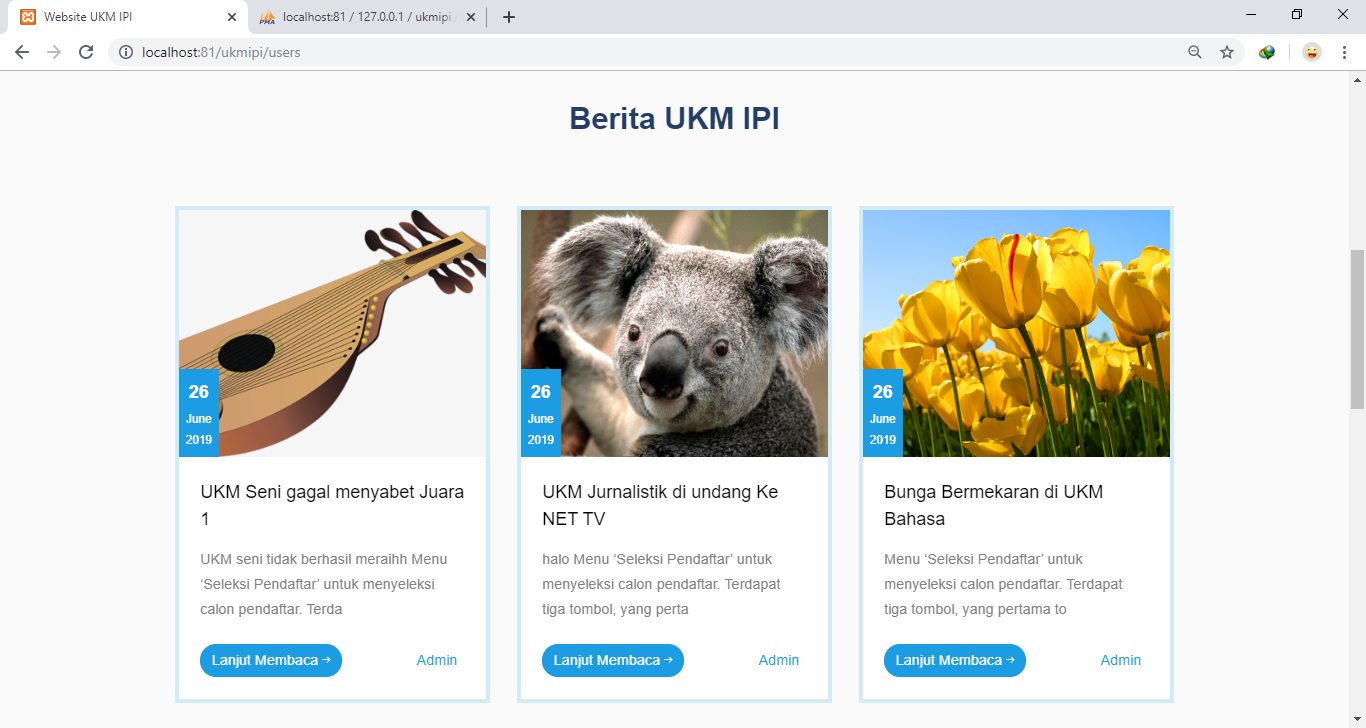 Website UKM IPI
localhost:81 / 127.0.0.1 / ukmipi /
localhost:81/ukmipi/users
Berita UKM IPI
26
June
2019
UKM Seni gagal menyabet Juara
1
UKM seni tidak berhasil meraihh Menu
‘Seleksi Pendaftar’ untuk menyeleksi
calon pendaftar. Terda
Lanjut Membaca →
Admin
26
June
2019
UKM Jurnalistik di undang Ke
NET TV
halo Menu ‘Seleksi Pendaftar’ untuk
menyeleksi calon pendaftar. Terdapat
tiga tombol, yang perta
Lanjut Membaca →
Admin
26
June
2019
Bunga Bermekaran di UKM
Bahasa
Menu ‘Seleksi Pendaftar’ untuk
menyeleksi calon pendaftar. Terdapat
tiga tombol, yang pertama to
Lanjut Membaca →
Admin